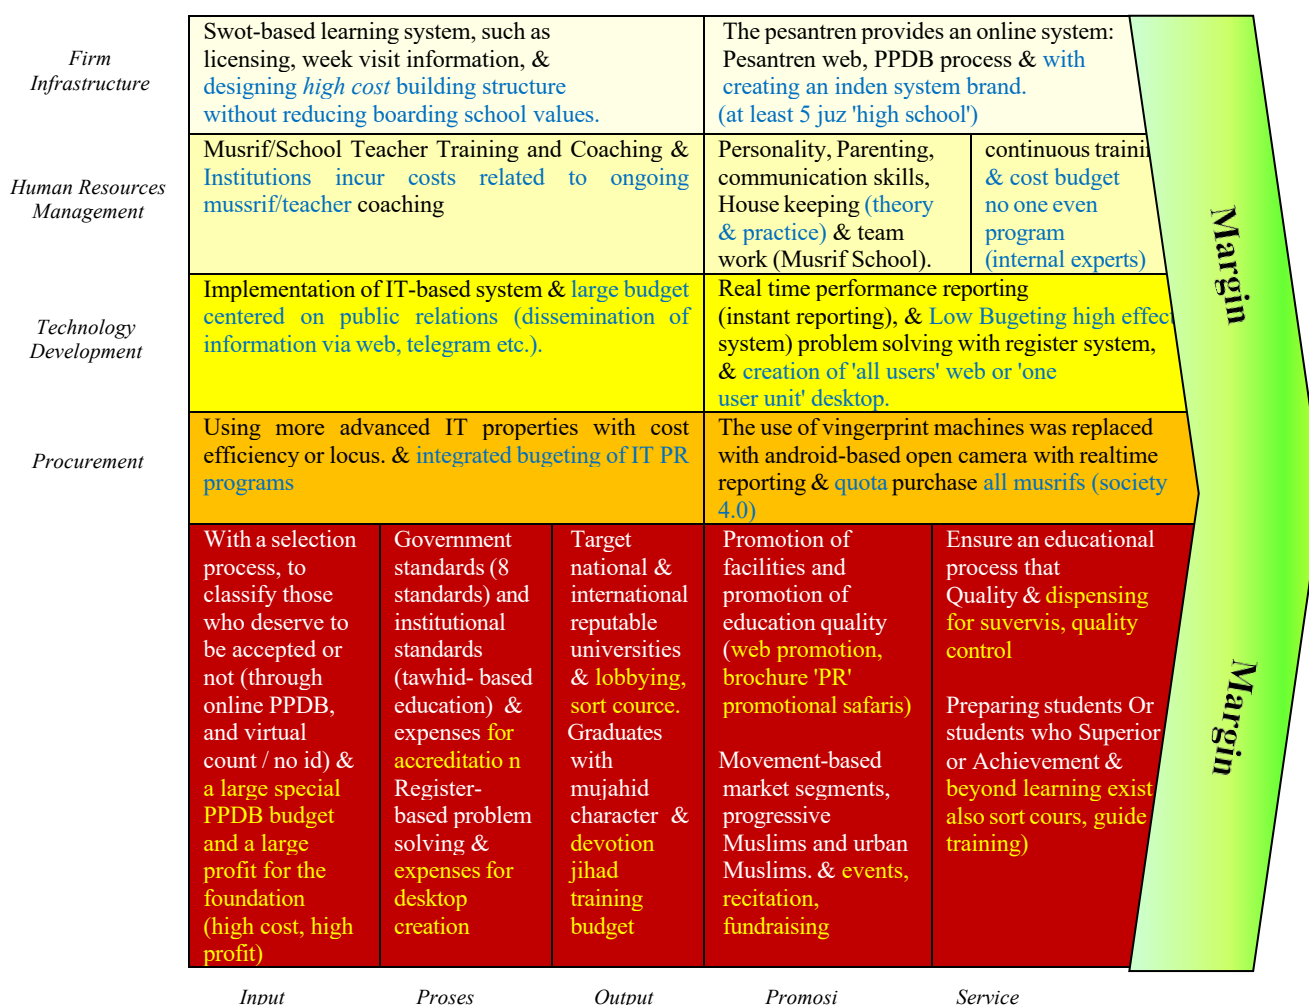 Firm
Infrastructure
Swot-based learning system, such as
licensing, week visit information, &
designing high cost building structure
without reducing boarding school values.
The pesantren provides an online system:
Pesantren web, PPDB process & with
creating an inden system brand.
(at least 5 juz 'high school')
Human Resources
Management
Musrif/School Teacher Training and Coaching &
Institutions incur costs related to ongoing
mussrif/teacher coaching
Personality, Parenting,
communication skills,
House keeping (theory
& practice) & team
work (Musrif School).
continuous traini
& cost budget
no one even
program
(internal experts)
Technology
Development
Implementation of IT-based system & large budget
centered on public relations (dissemination of
information via web, telegram etc.).
Real time performance reporting
(instant reporting), & Low Bugeting high effec
system) problem solving with register system,
& creation of 'all users' web or 'one
user unit' desktop.
Procurement
Using more advanced IT properties with cost
efficiency or locus. & integrated bugeting of IT PR
programs
The use of vingerprint machines was replaced
with android-based open camera with realtime
reporting & quota purchase all musrifs (society
4.0)
With a selection
process, to
classify those
who deserve to
be accepted or
not (through
online PPDB,
and virtual
count / no id) &
a large special
PPDB budget
and a large
profit for the
foundation
(high cost, high
profit)
Government
standards (8
standards) and
institutional
standards
(tawhid- based
education) &
expenses for
accreditatio n
Register-
based problem
solving &
expenses for
desktop
creation
Target
national &
international
reputable
universities
& lobbying,
sort cource.
Graduates
with
mujahid
character &
devotion
jihad
training
budget
Promotion of
facilities and
promotion of
education quality
(web promotion,
brochure 'PR'
promotional safaris)
Movement-based
market segments,
progressive
Muslims and urban
Muslims. & events,
recitation,
fundraising
Ensure an educational
process that
Quality & dispensing
for suvervis, quality
control
Preparing students Or
students who Superior
or Achievement &
beyond learning exist
also sort cours, guide
training)
Margin
Margin
Input
Proses
Output
Promosi
Service